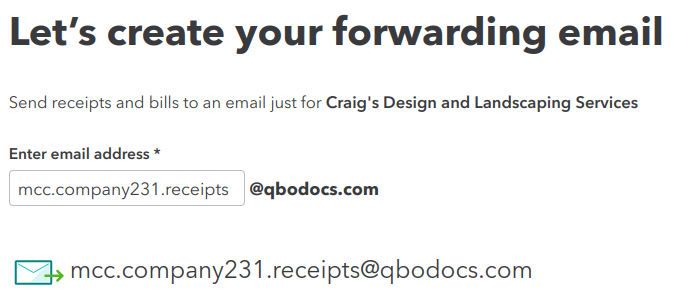 Let’s create your forwarding email
Send receipts and bills to an email just for Craig's Design and Landscaping Services
Enter email address *
mcc.company231.receipts @qbodocs.com
mcc.company231.receipts@qbodocs.com